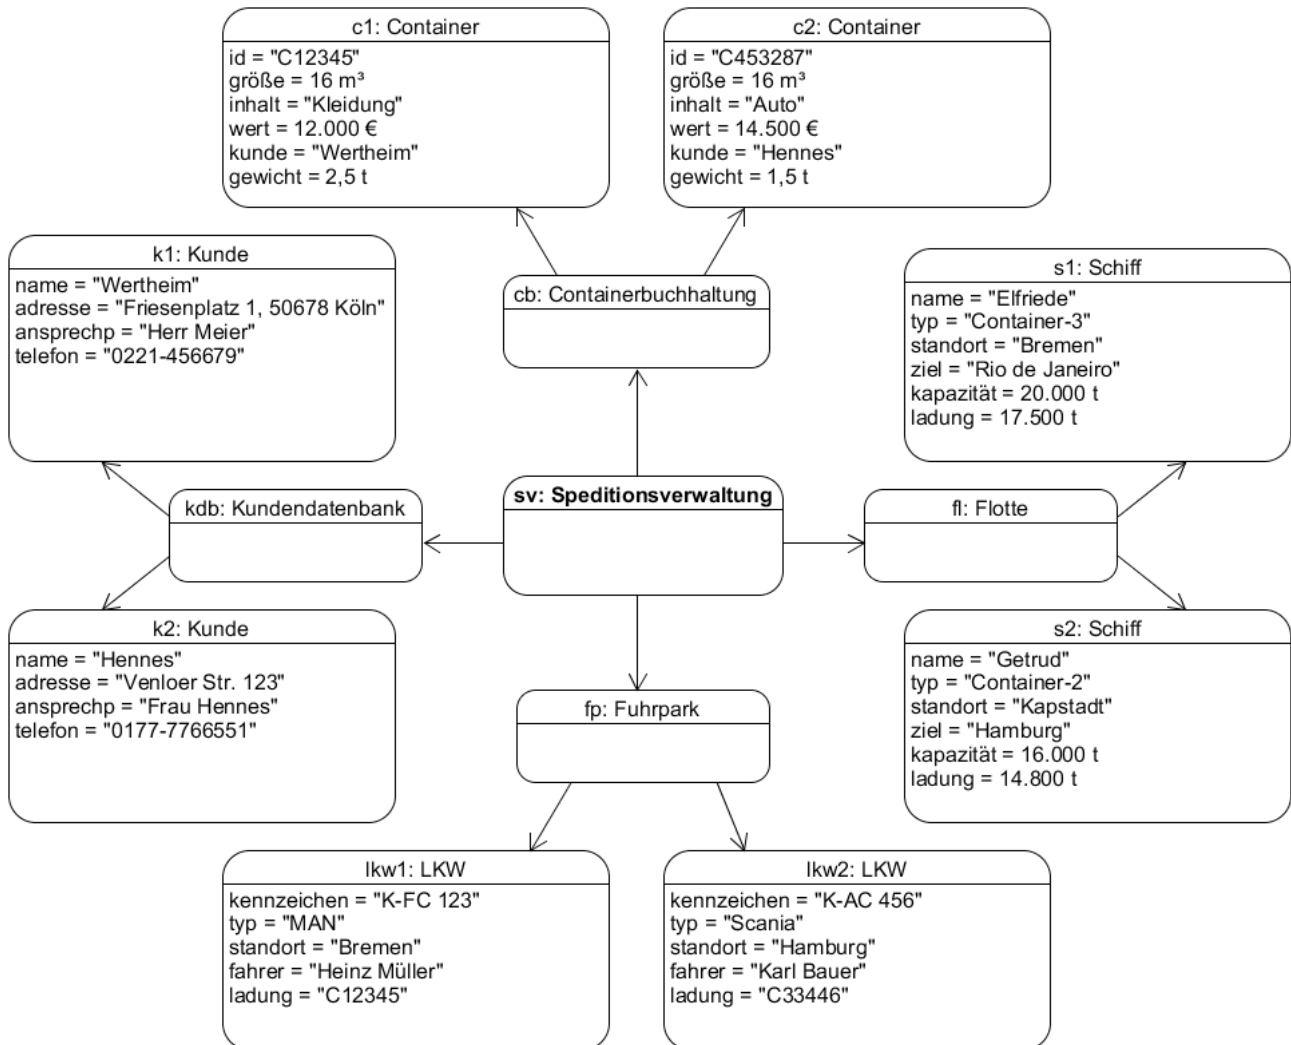 c1: Container
id = "C12345"
größe = 16 m³
inhalt = "Kleidung"
wert = 12.000 €
kunde = "Wertheim"
gewicht = 2,5 t
c2: Container
id = "C453287"
größe = 16 m³
inhalt = "Auto"
wert = 14.500 €
kunde = "Hennes"
gewicht = 1,5 t
k1: Kunde
name = "Wertheim"
adresse = "Friesenplatz 1, 50678 Köln"
ansprechp = "Herr Meier"
telefon = "0221-456679"
cb: Containerbuchhaltung
s1: Schiff
name = "Elfriede"
typ = "Container-3"
standort = "Bremen"
ziel = "Rio de Janeiro"
kapazität = 20.000 t
ladung = 17.500 t
kdb: Kundendatenbank
sv: Speditionsverwaltung
fl: Flotte
k2: Kunde
name = "Hennes"
adresse = "Venloer Str. 123"
ansprechp = "Frau Hennes"
telefon = "0177-7766551"
fp: Fuhrpark
s2: Schiff
name = "Getrud"
typ = "Container-2"
standort = "Kapstadt"
ziel = "Hamburg"
kapazität = 16.000 t
ladung = 14.800 t
lkw1: LKW
kennzeichen = "K-FC 123"
typ = "MAN"
standort = "Bremen"
fahrer = "Heinz Müller"
ladung = "C12345"
lkw2: LKW
kennzeichen = "K-AC 456"
typ = "Scania"
standort = "Hamburg"
fahrer = "Karl Bauer"
ladung = "C33446"